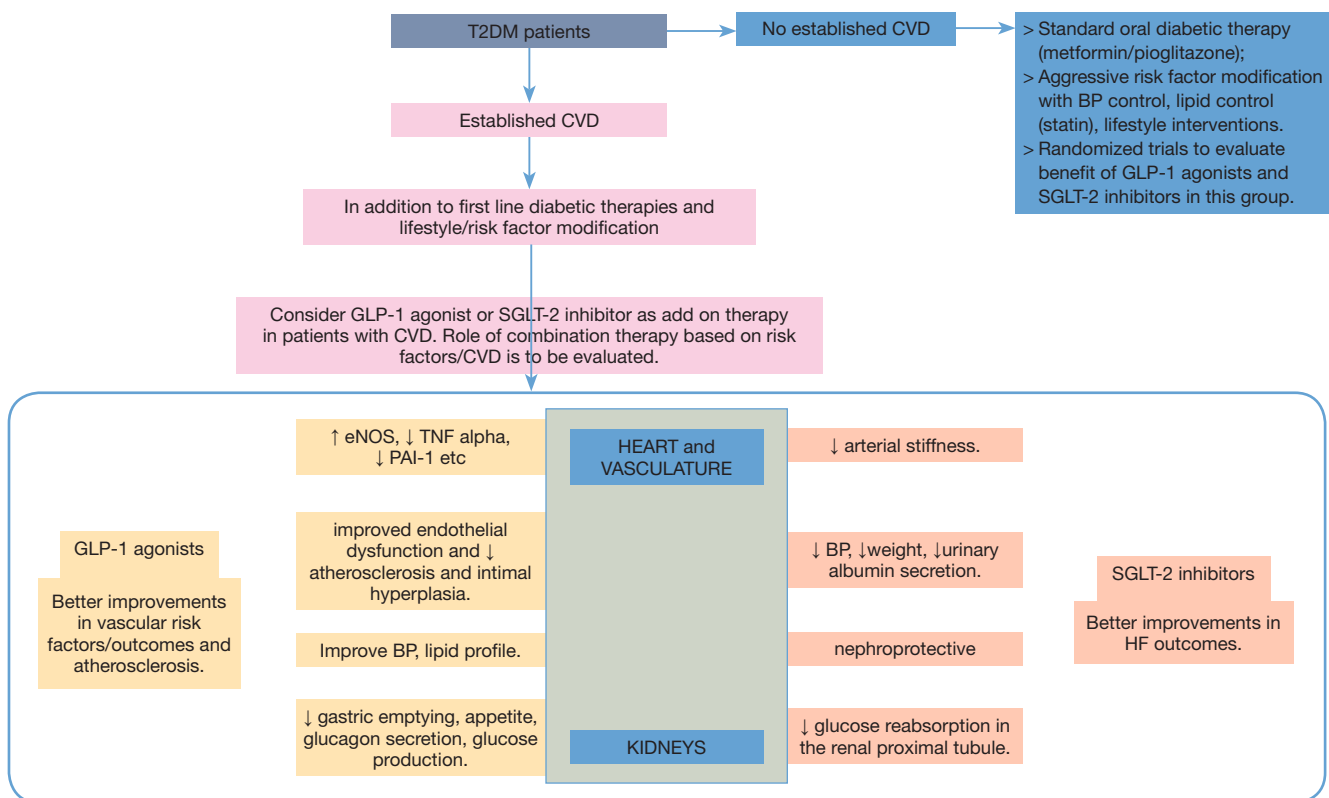 T2DM patients
No established CVD
> Standard oral diabetic therapy
(metformin/pioglitazone);
> Aggressive risk factor modification
with BP control, lipid control
(statin), lifestyle interventions.
> Randomized trials to evaluate
benefit of GLP-1 agonists and
SGLT-2 inhibitors in this group.
Established CVD
In addition to first line diabetic therapies and
lifestyle/risk factor modification
Consider GLP-1 agonist or SGLT-2 inhibitor as add on therapy
in patients with CVD. Role of combination therapy based on risk
factors/CVD is to be evaluated.
GLP-1 agonists
Better improvements
in vascular risk
factors/outcomes and
atherosclerosis.
↑ eNOS, ↓ TNF alpha,
↓ PAI-1 etc
improved endothelial
dysfunction and ↓
atherosclerosis and intimal
hyperplasia.
Improve BP, lipid profile.
↓ gastric emptying, appetite,
glucagon secretion, glucose
production.
HEART and
VASCULATURE
KIDNEYS
↓ arterial stiffness.
↓ BP, ↓weight, ↓urinary
albumin secretion.
nephroprotective
↓ glucose reabsorption in
the renal proximal tubule.
SGLT-2 inhibitors
Better improvements in
HF outcomes.